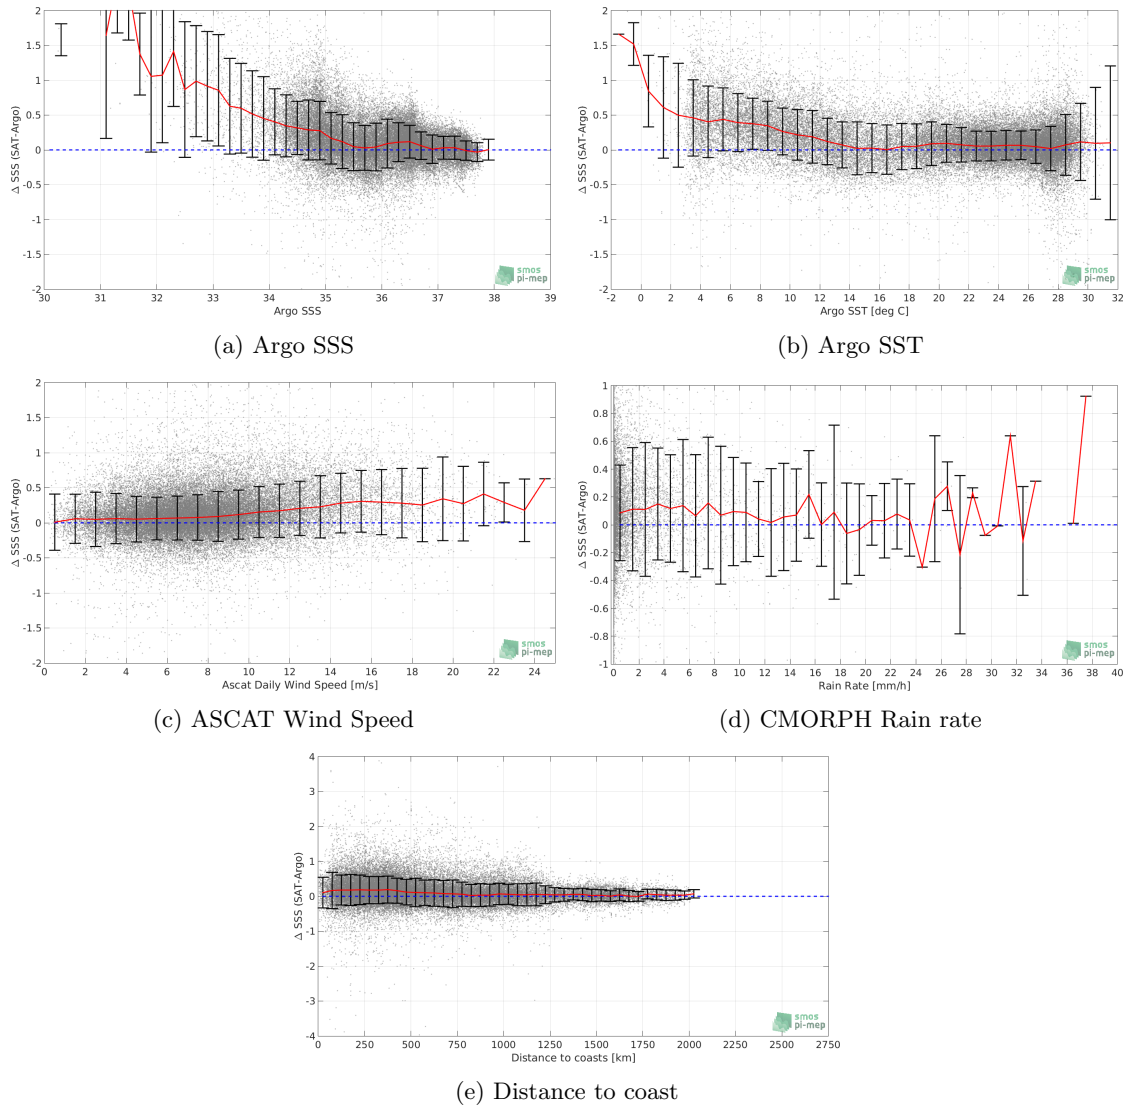 2
1.5
1
0.5
0
-0.5
-1
-1.5
-2
Δ SSS (SAT-Argo)
30 31 32 33 34 35 36 37 38 39
Argo SSS
smos
pi-mep
(a) Argo SSS
2
1.5
1
0.5
0
-0.5
-1
-1.5
-2
Δ SSS (SAT-Argo)
-2 0 2 4 6 8 10 12 14 16 18 20 22 24 26 28 30 32
Argo SST [deg C]
smos
pi-mep
(b) Argo SST
2
1.5
1
0.5
0
-0.5
-1
-1.5
-2
Δ SSS (SAT-Argo)
0 2 4 6 8 10 12 14 16 18 20 22 24
Ascat Daily Wind Speed [m/s]
smos
pi-mep
(c) ASCAT Wind Speed
1
0.8
0.6
0.4
0.2
0
-0.2
-0.4
-0.6
-0.8
-1
Δ SSS (SAT-Argo)
0 2 4 6 8 10 12 14 16 18 20 22 24 26 28 30 32 34 36 38 40
Rain Rate [mm/h]
smos
pi-mep
(d) CMORPH Rain rate
4
3
2
1
0
-1
-2
-3
-4
Δ SSS (SAT-Argo)
0 250 500 750 1000 1250 1500 1750 2000 2250 2500 2750
Distance to coasts [km]
smos
pi-mep
(e) Distance to coast